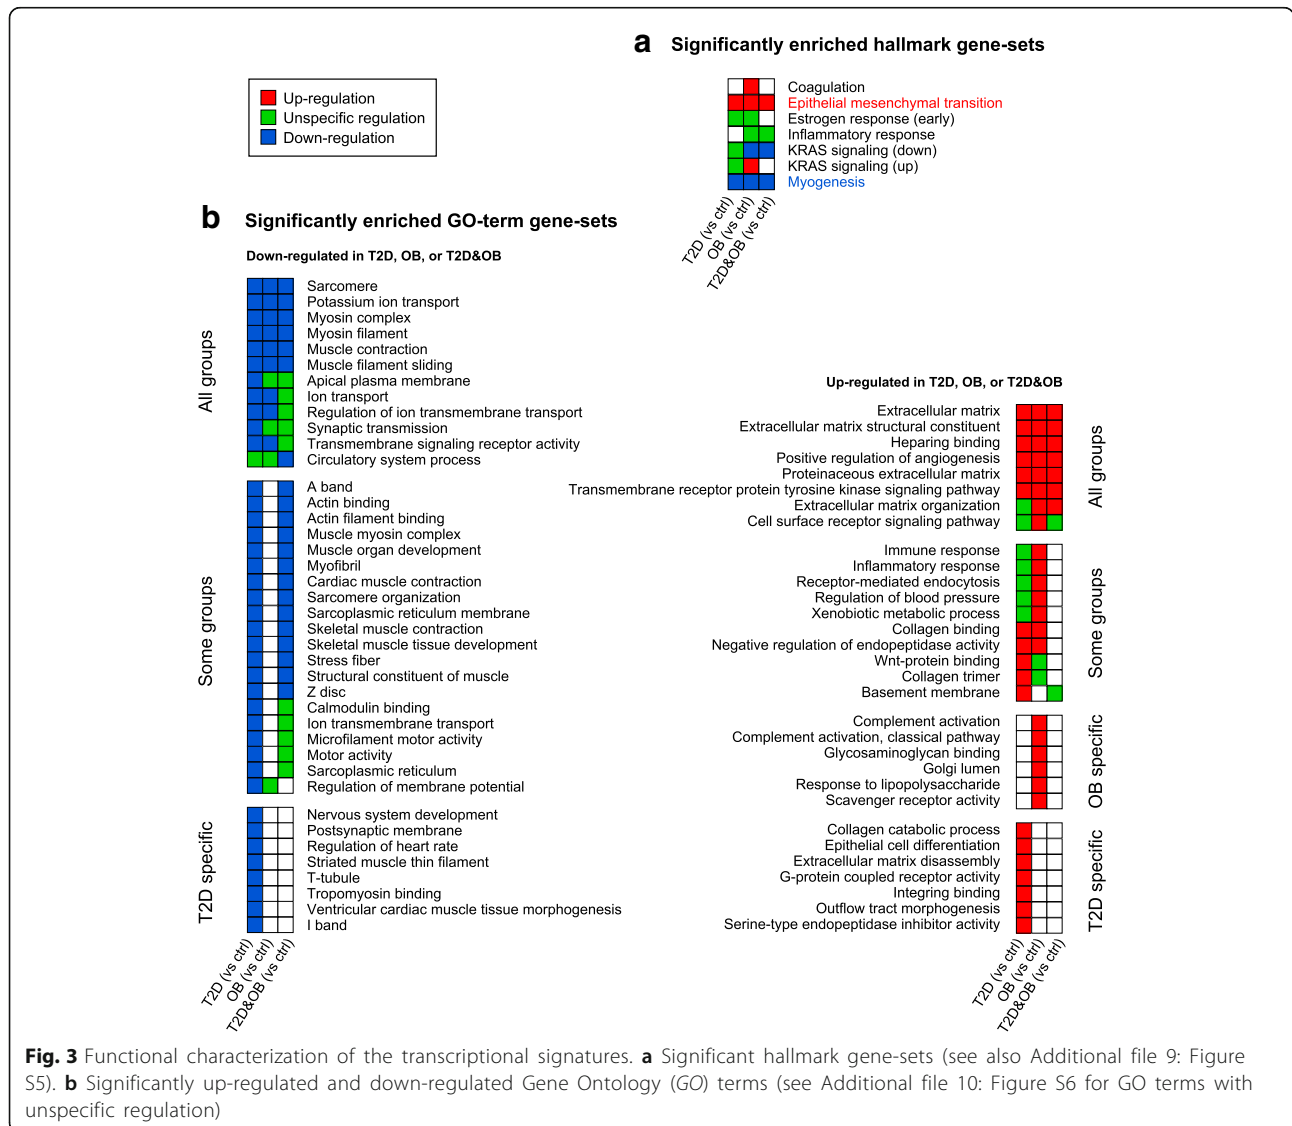 a Significantly enriched hallmark gene-sets
Up-regulation
Unspecific regulation
Down-regulation
Coagulation
Epithelial mesenchymal transition
Estrogen response (early)
Inflammatory response
KRAS signaling (down)
KRAS signaling (up)
Myogenesis
T2D (vs ctrl)
OB (vs ctrl)
T2D&OB (vs ctrl)
b Significantly enriched GO-term gene-sets
Down-regulated in T2D, OB, or T2D&OB
All groups
Sarcomere
Potassium ion transport
Myosin complex
Myosin filament
Muscle contraction
Muscle filament sliding
Apical plasma membrane
Ion transport
Regulation of ion transmembrane transport
Synaptic transmission
Transmembrane signaling receptor activity
Circulatory system process
Some groups
A band
Actin binding
Actin filament binding
Muscle myosin complex
Muscle organ development
Myofibril
Cardiac muscle contraction
Sarcomere organization
Sarcoplasmic reticulum membrane
Skeletal muscle contraction
Skeletal muscle tissue development
Stress fiber
Structural constituent of muscle
Z disc
Calmodulin binding
Ion transmembrane transport
Microfilament motor activity
Motor activity
Sarcoplasmic reticulum
Regulation of membrane potential
T2D specific
Nervous system development
Postsynaptic membrane
Regulation of heart rate
Striated muscle thin filament
T-tubule
Tropomyosin binding
Ventricular cardiac muscle tissue morphogenesis
I band
T2D (vs ctrl)
OB (vs ctrl)
T2D&OB (vs ctrl)
Up-regulated in T2D, OB, or T2D&OB
Extracellular matrix
Extracellular matrix structural constituent
Heparing binding
Positive regulation of angiogenesis
Proteinaceous extracellular matrix
Transmembrane receptor protein tyrosine kinase signaling pathway
Extracellular matrix organization
Cell surface receptor signaling pathway
All groups
Immune response
Inflammatory response
Receptor-mediated endocytosis
Regulation of blood pressure
Xenobiotic metabolic process
Collagen binding
Negative regulation of endopeptidase activity
Wnt-protein binding
Collagen trimer
Basement membrane
Some groups
Complement activation
Complement activation, classical pathway
Glycosaminoglycan binding
Golgi lumen
Response to lipopolysaccharide
Scavenger receptor activity
OB specific
Collagen catabolic process
Epithelial cell differentiation
Extracellular matrix disassembly
G-protein coupled receptor activity
Integring binding
Outflow tract morphogenesis
Serine-type endopeptidase inhibitor activity
T2D specific
T2D (vs ctrl)
OB (vs ctrl)
T2D&OB (vs ctrl)
Fig. 3 Functional characterization of the transcriptional signatures. a Significant hallmark gene-sets (see also Additional file 9: Figure
S5). b Significantly up-regulated and down-regulated Gene Ontology (GO) terms (see Additional file 10: Figure S6 for GO terms with
unspecific regulation)